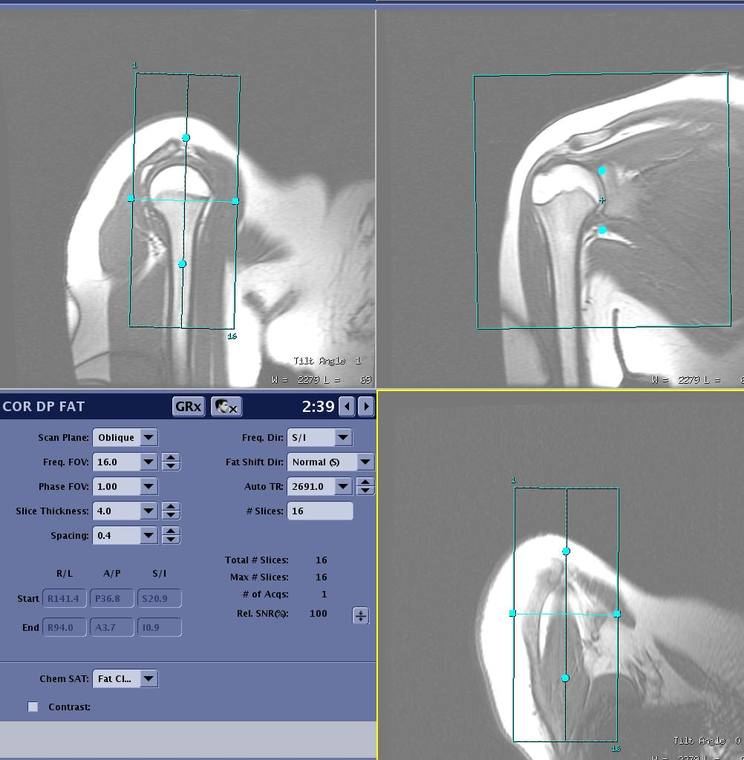 1
16
Tilt Angle 1
W = 2279 L = 89
W = 2279 L = 8
COR DP FAT GRx 2:39
Scan Plane: Oblique Freq. Dir: S/I
Freq. FOV: 16.0 Fat Shift Dir: Normal (S)
Phase FOV: 1.00 Auto TR: 2691.0
Slice Thickness: 4.0 # Slices: 16
Spacing: 0.4
Total # Slices: 16
R/L A/P S/I Max # Slices: 16
# of Acqs: 1
Start R141.4 P36.8 S20.9 Rel. SNR(%): 100
End R94.0 A3.7 I0.9
Chem SAT: Fat Cl...
Contrast:
1
16
Tilt Angle 0